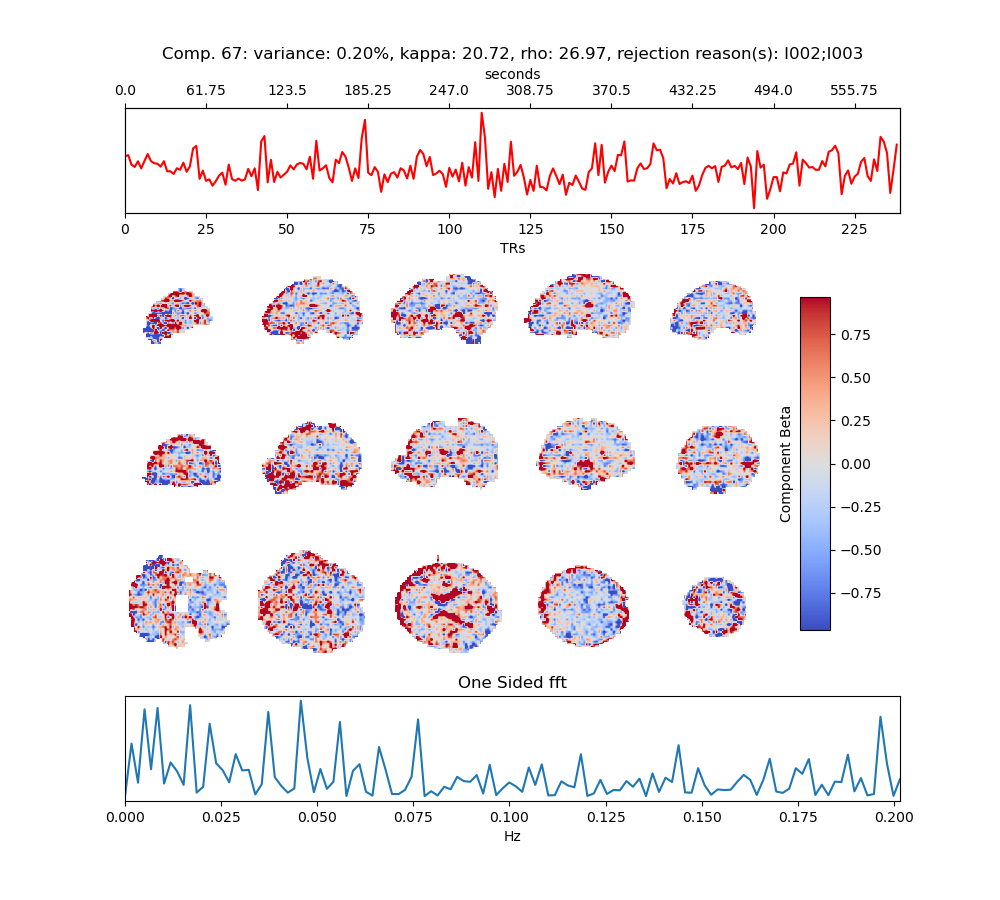 Comp. 67: variance: 0.20%, kappa: 20.72, rho: 26.97, rejection reason(s): I002;I003
seconds
0.0 61.75 123.5 185.25 247.0 308.75 370.5 432.25 494.0 555.75
0 25 50 75 100 125 150 175 200 225
TRs
0.75
0.50
0.25
0.00
−0.25
−0.50
−0.75
Component Beta
One Sided fft
0.000 0.025 0.050 0.075 0.100 0.125 0.150 0.175 0.200
Hz